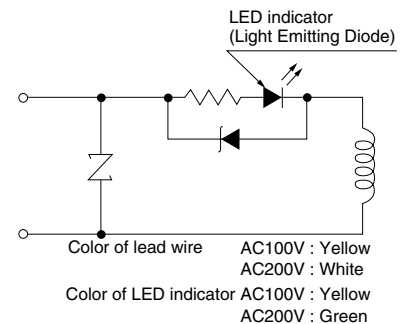 LED indicator
(Light Emitting Diode)
Color of lead wire AC100V : Yellow
AC200V : White
Color of LED indicator AC100V : Yellow
AC200V : Green